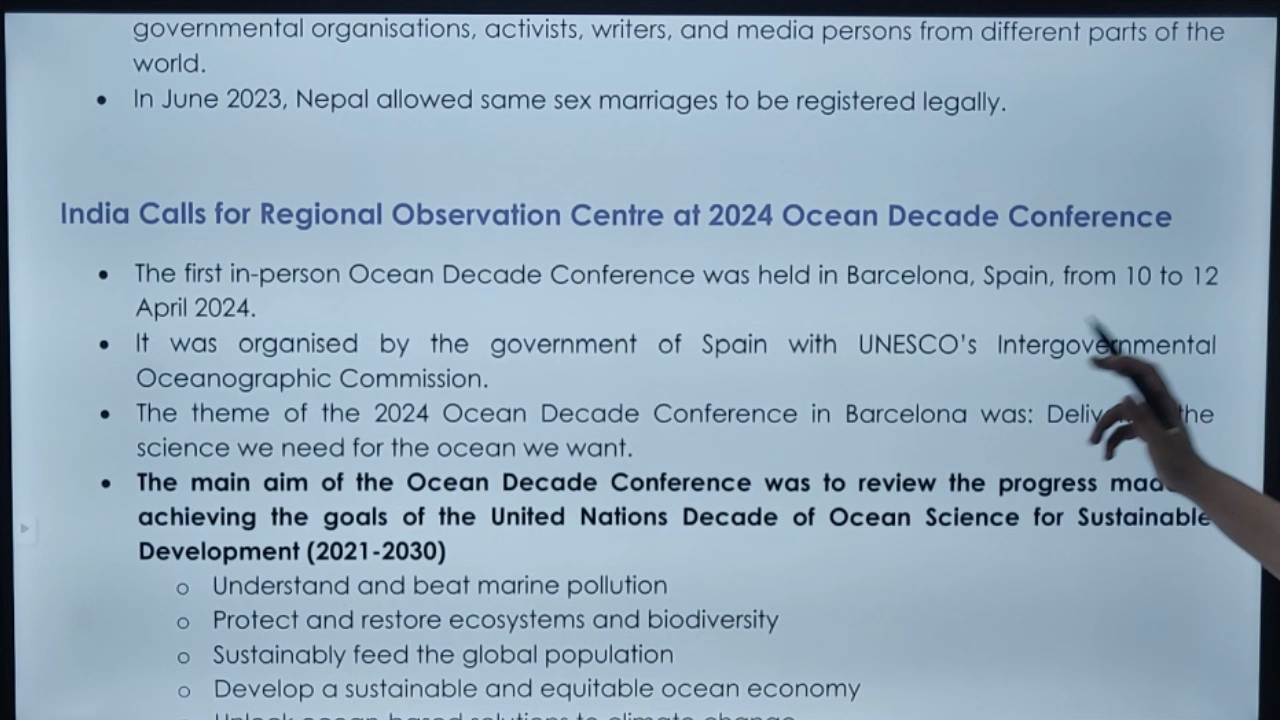 governmental organisations, activists, writers, and media persons from different parts of the
world.
• In June 2023, Nepal allowed same sex marriages to be registered legally.
India Calls for Regional Observation Centre at 2024 Ocean Decade Conference
• The first in-person Ocean Decade Conference was held in Barcelona, Spain, from 10 to 12
April 2024.
• It was organised by the government of Spain with UNESCO's Intergovernmental
Oceanographic Commission.
• The theme of the 2024 Ocean Decade Conference in Barcelona was: the
science we need for the ocean we want.
• The main aim of the Ocean Decade Conference was to review the progress
achieving the goals of the United Nations Decade of Ocean Science for Sustainable
Development (2021-2030)
o Understand and beat marine pollution
o Protect and restore ecosystems and biodiversity
o Sustainably feed the global population
o Develop a sustainable and equitable ocean economy
o Unlock ocean-based solutions to climate change